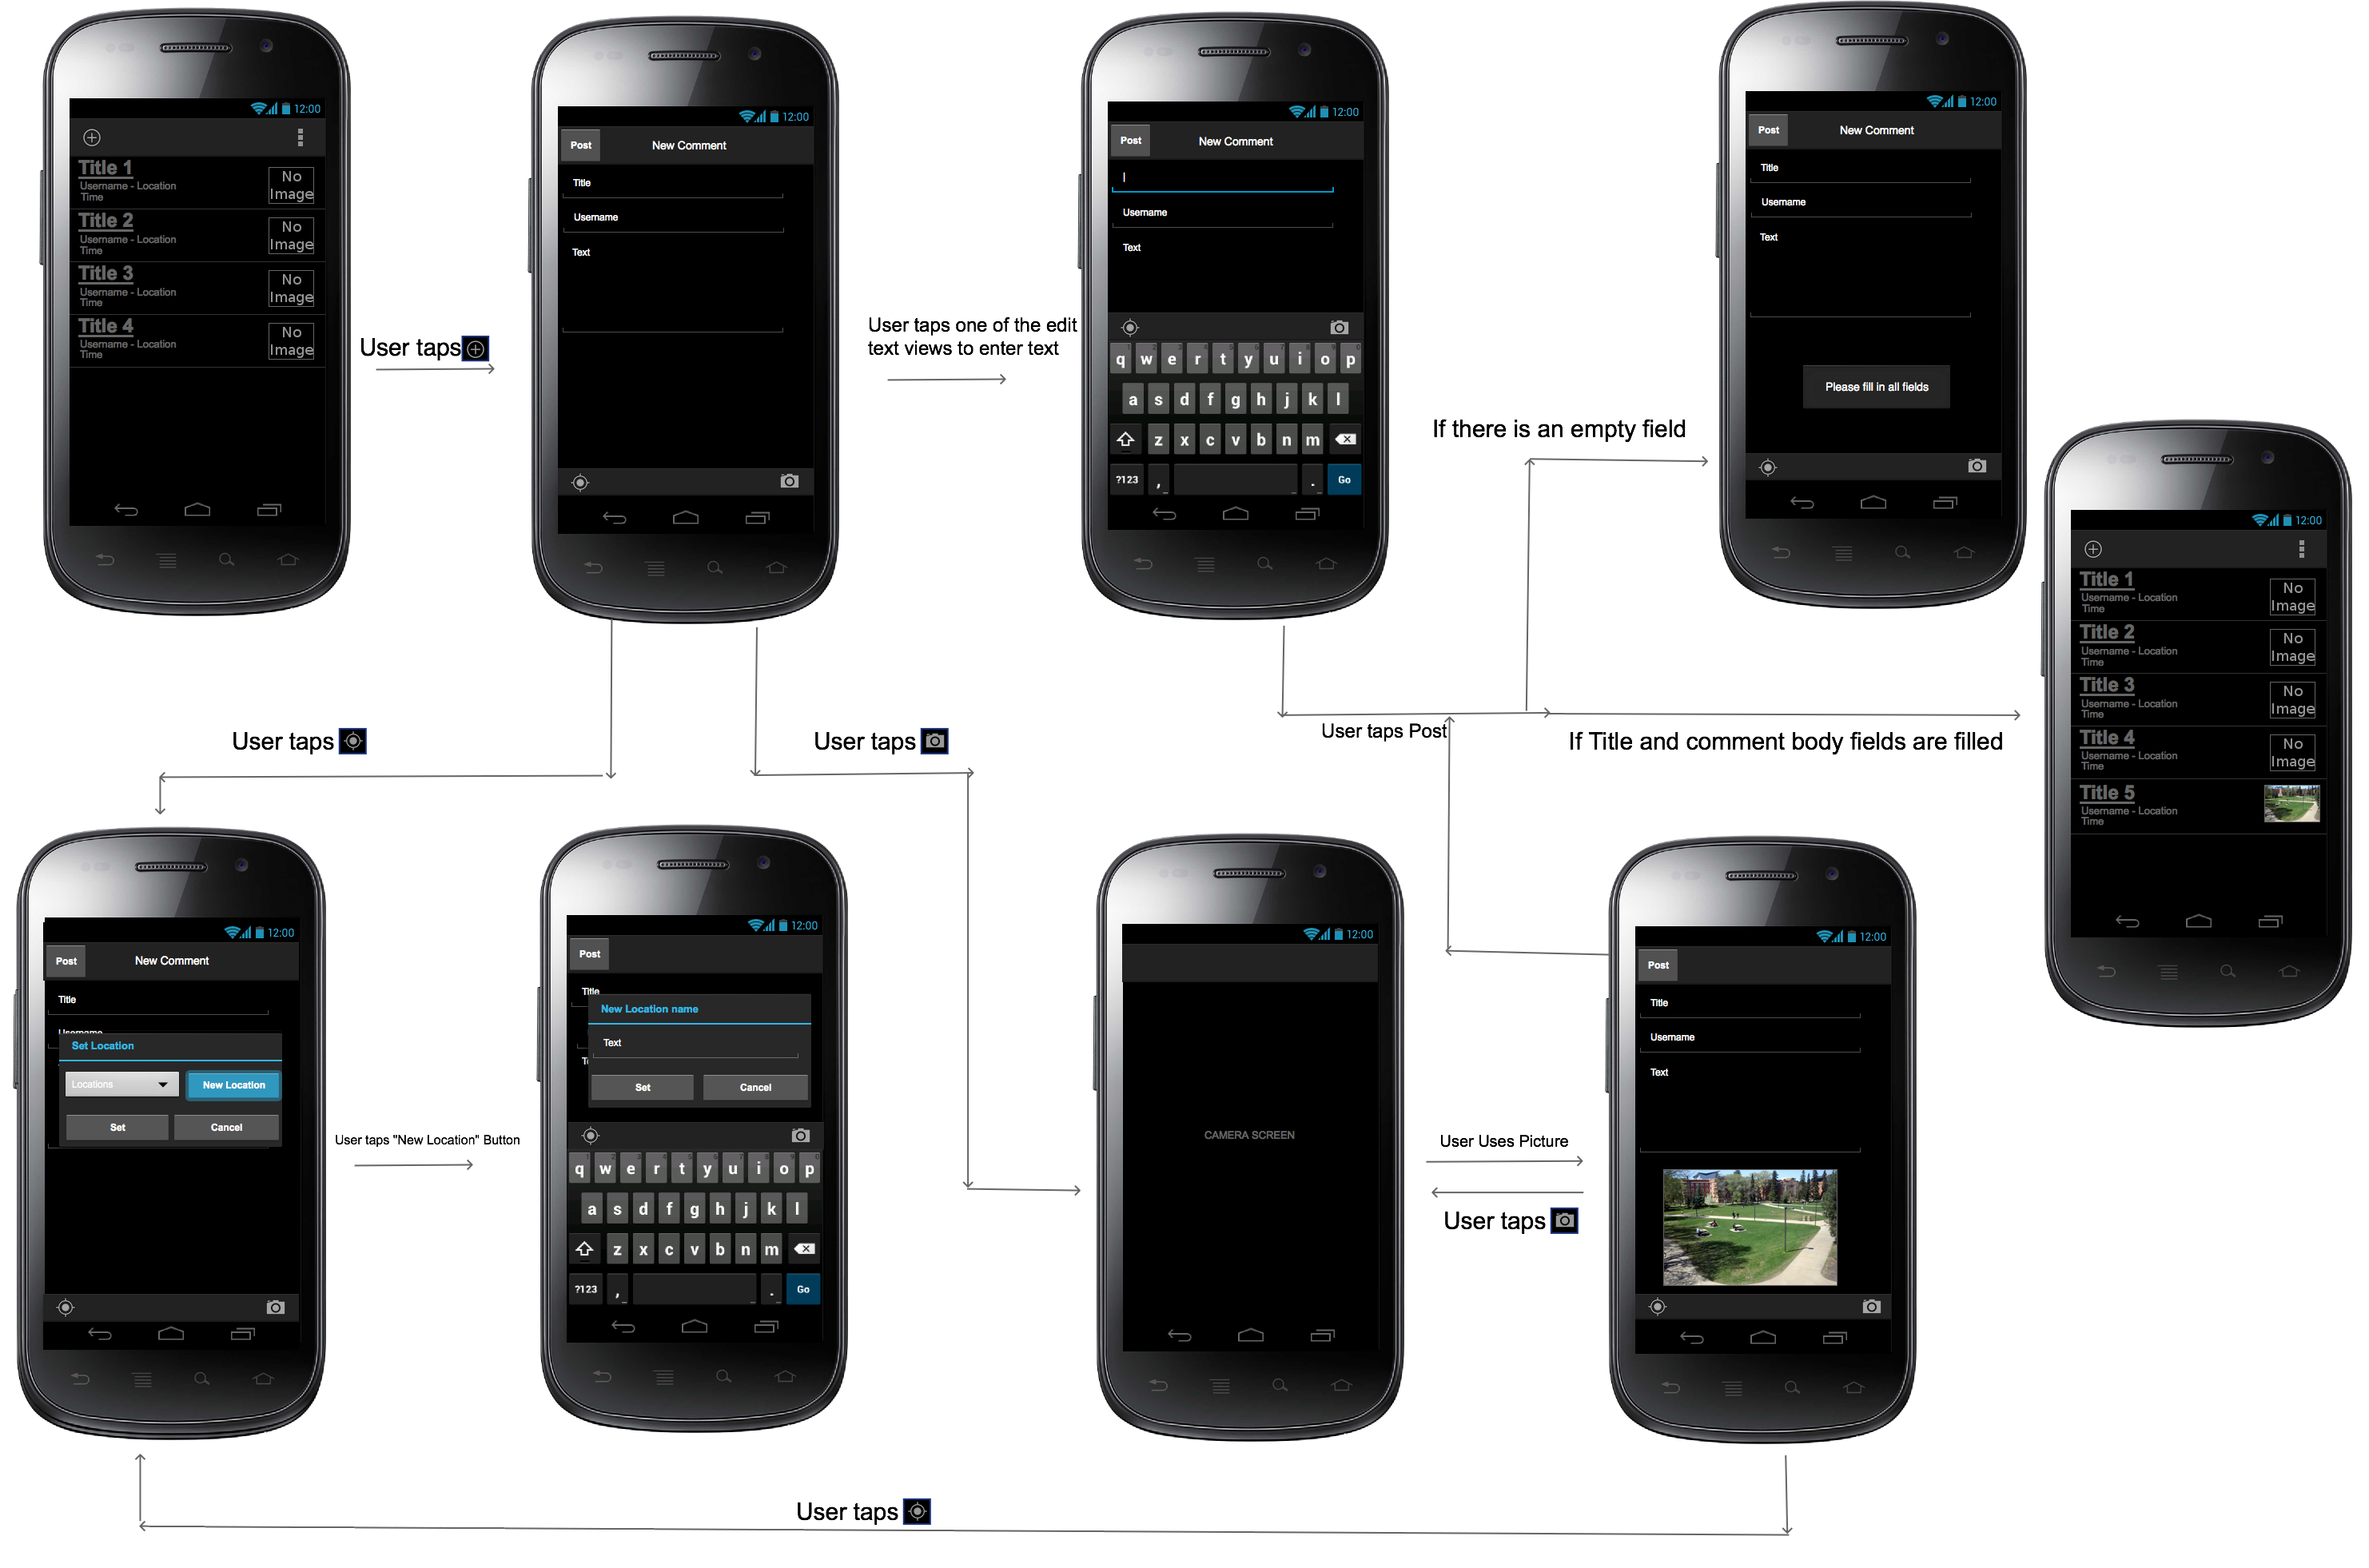 12:00
Title 1
Username - Location
Time
No
Image
Title 2
Username - Location
Time
No
Image
Title 3
Username - Location
Time
No
Image
Title 4
Username - Location
Time
No
Image
User taps
12:00
Post
New Comment
Title
Username
Text
User taps one of the edit
text views to enter text
12:00
Post
New Comment
Username
Text
q w e r t y u i o p
a s d f g h j k l
z x c v b n m
?123 , . Go
If there is an empty field
12:00
Post
New Comment
Title
Username
Text
Please fill in all fields
User taps Post
If Title and comment body fields are filled
12:00
Title 1
Username - Location
Time
No
Image
Title 2
Username - Location
Time
No
Image
Title 3
Username - Location
Time
No
Image
Title 4
Username - Location
Time
No
Image
Title 5
Username - Location
Time
User taps
User taps
12:00
Post
New Comment
Title
Username
Set Location
Locations
New Location
Set
Cancel
User taps "New Location" Button
12:00
Post
Title
New Location name
Text
Set
Cancel
q w e r t y u i o p
a s d f g h j k l
z x c v b n m
?123 , . Go
12:00
CAMERA SCREEN
User Uses Picture
User taps
12:00
Post
Title
Username
Text
User taps